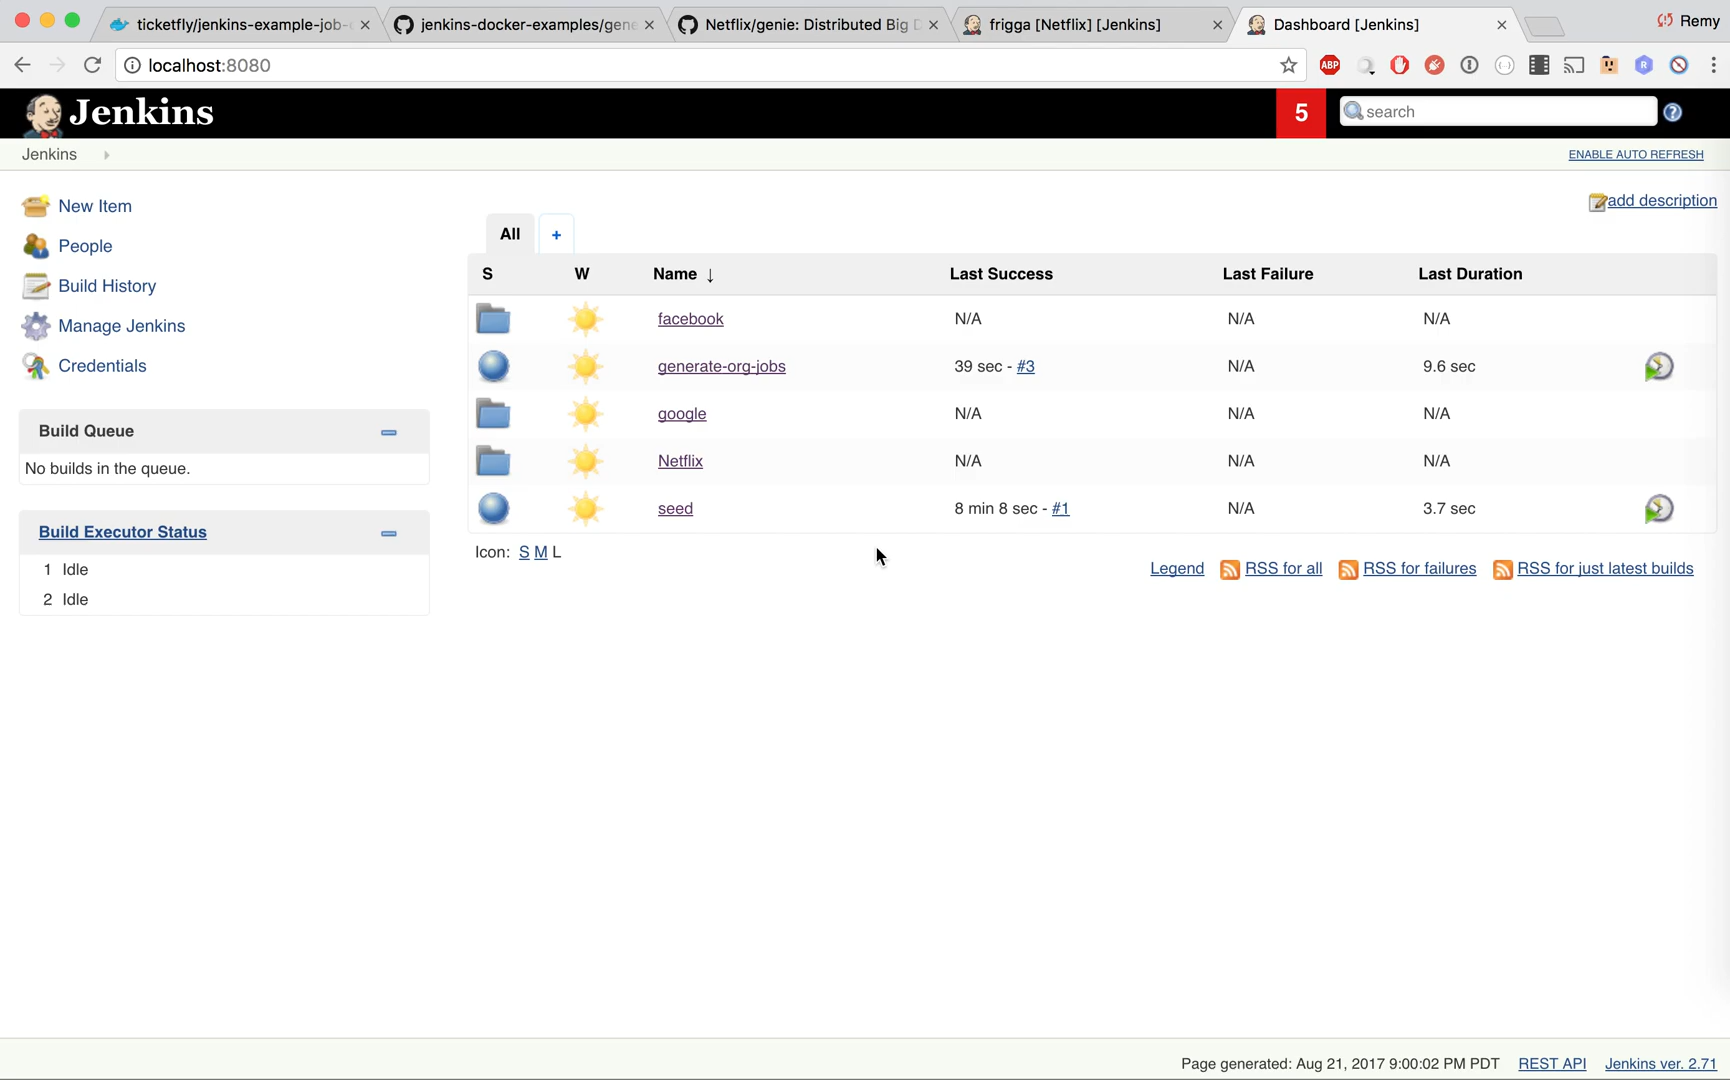 ticketfly/jenkins-example-job- jenkins-docker-examples/gene Netflix/genie: Distributed Big D frigga [Netflix] [Jenkins] Dashboard [Jenkins] Remy
localhost:8080 ABP
Jenkins 5 search ?
Jenkins ENABLE AUTO REFRESH
add description
New Item
People
Build History
Manage Jenkins
Credentials
Build Queue
No builds in the queue.
Build Executor Status
1 Idle
2 Idle
All +
S W Name ↓ Last Success Last Failure Last Duration
facebook N/A N/A N/A
generate-org-jobs 39 sec - #3 N/A 9.6 sec
google N/A N/A N/A
Netflix N/A N/A N/A
seed 8 min 8 sec - #1 N/A 3.7 sec
Icon: S M L
Legend RSS for all RSS for failures RSS for just latest builds
Page generated: Aug 21, 2017 9:00:02 PM PDT REST API Jenkins ver. 2.71